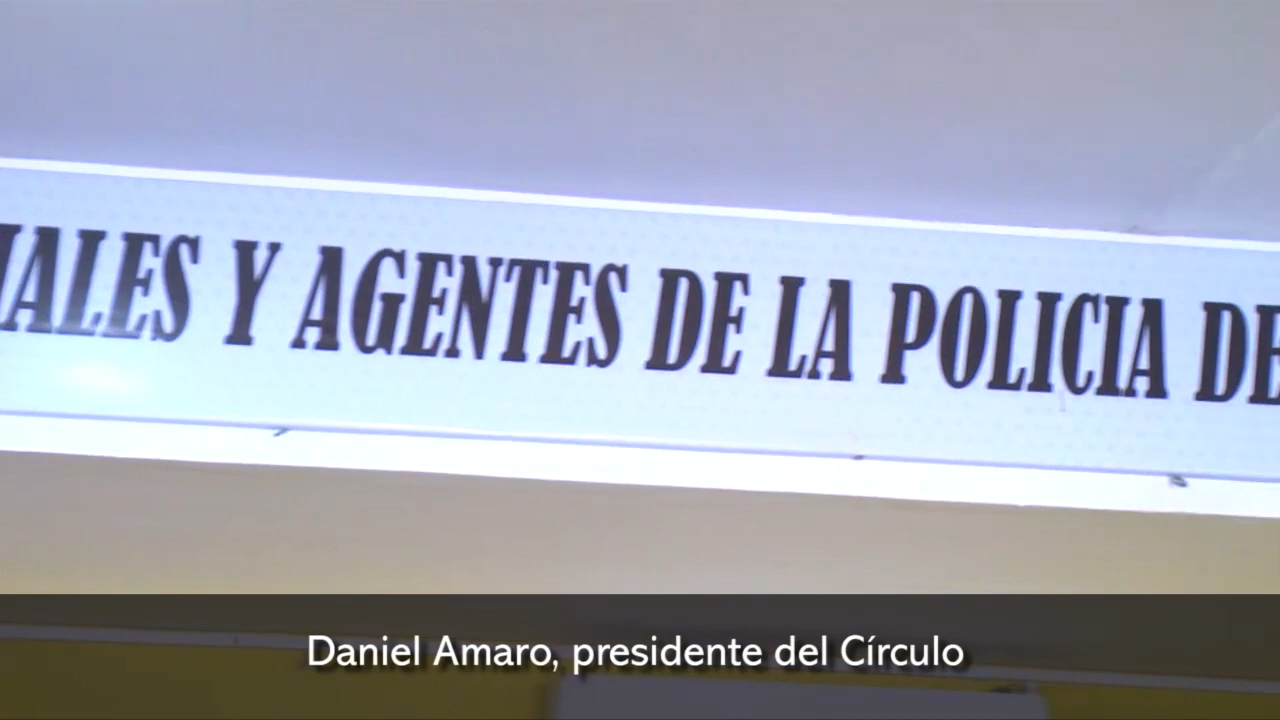 IALES Y AGENTES DE LA POLICIA DE
Daniel Amaro, presidente del Círculo